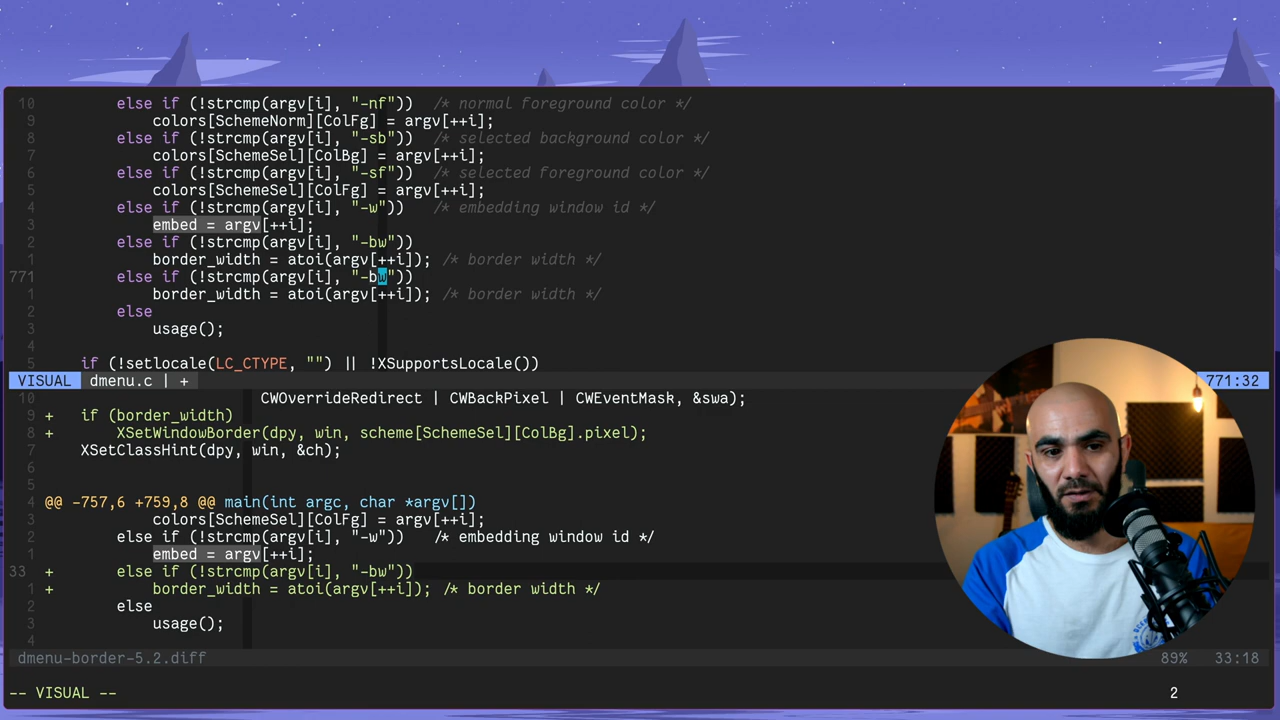 10         else if (!strcmp(argv[i], "-nf"))  /* normal foreground color */
9             colors[SchemeNorm][ColFg] = argv[++i];
8         else if (!strcmp(argv[i], "-sb"))  /* selected background color */
7             colors[SchemeSel][ColBg] = argv[++i];
6         else if (!strcmp(argv[i], "-sf"))  /* selected foreground color */
5             colors[SchemeSel][ColFg] = argv[++i];
4         else if (!strcmp(argv[i], "-w"))   /* embedding window id */
3             embed = argv[++i];
2         else if (!strcmp(argv[i], "-bw"))
1             border_width = atoi(argv[++i]); /* border width */
771         else if (!strcmp(argv[i], "-bw"))
1             border_width = atoi(argv[++i]); /* border width */
2         else
3             usage();
4
5     if (!setlocale(LC_CTYPE, "") || !XSupportsLocale())
VISUAL  dmenu.c | +  771:32
10                         CWOverrideRedirect | CWBackPixel | CWEventMask, &swa);
9 +   if (border_width)
8 +       XSetWindowBorder(dpy, win, scheme[SchemeSel][ColBg].pixel);
7     XSetClassHint(dpy, win, &ch);
6
5
4 @@ -757,6 +759,8 @@ main(int argc, char *argv[])
3             colors[SchemeSel][ColFg] = argv[++i];
2         else if (!strcmp(argv[i], "-w"))   /* embedding window id */
1             embed = argv[++i];
33 +       else if (!strcmp(argv[i], "-bw"))
1 +           border_width = atoi(argv[++i]); /* border width */
2         else
3             usage();
4
dmenu-border-5.2.diff  89%  33:18
-- VISUAL --  2